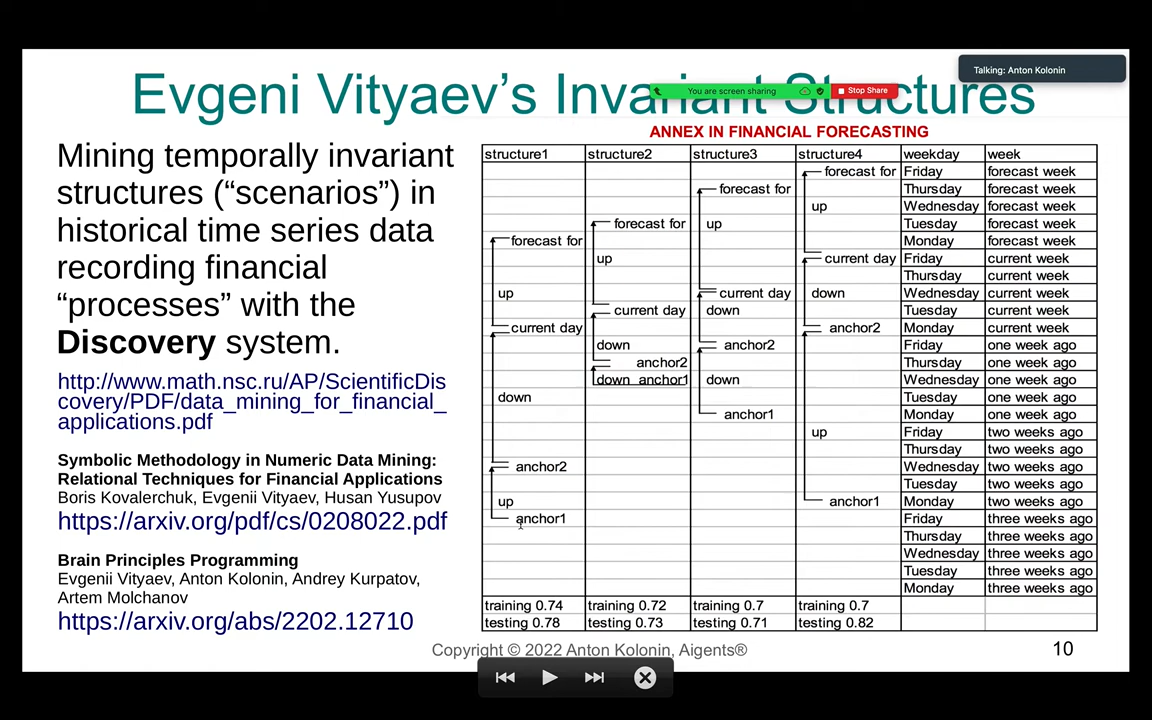 Talking: Anton Kolonin
Evgeni Vityaev's Invariant Structures
You are screen sharing
Stop Share
Mining temporally invariant
structures ("scenarios") in
historical time series data
recording financial
"processes" with the
Discovery system.
http://www.math.nsc.ru/AP/ScientificDis
covery/PDF/data_mining_for_financial_
applications.pdf
Symbolic Methodology in Numeric Data Mining:
Relational Techniques for Financial Applications
Boris Kovalerchuk, Evgenii Vityaev, Husan Yusupov
https://arxiv.org/pdf/cs/0208022.pdf
Brain Principles Programming
Evgenii Vityaev, Anton Kolonin, Andrey Kurpatov,
Artem Molchanov
https://arxiv.org/abs/2202.12710
ANNEX IN FINANCIAL FORECASTING
structure1 structure2 structure3 structure4 weekday week
forecast for Friday forecast week
forecast for Thursday forecast week
up Wednesday forecast week
forecast for up Tuesday forecast week
forecast for Monday forecast week
up current day Friday current week
Thursday current week
up current day down Wednesday current week
current day down Tuesday current week
current day anchor2 Monday current week
down anchor2 Friday one week ago
anchor2 Thursday one week ago
down anchor1 down Wednesday one week ago
down Tuesday one week ago
anchor1 Monday one week ago
up Friday two weeks ago
Thursday two weeks ago
anchor2 Wednesday two weeks ago
Tuesday two weeks ago
up anchor1 Monday two weeks ago
anchor1 Friday three weeks ago
Thursday three weeks ago
Wednesday three weeks ago
Tuesday three weeks ago
Monday three weeks ago
training 0.74 training 0.72 training 0.7 training 0.7
testing 0.78 testing 0.73 testing 0.71 testing 0.82
Copyright © 2022 Anton Kolonin, Aigents®
10